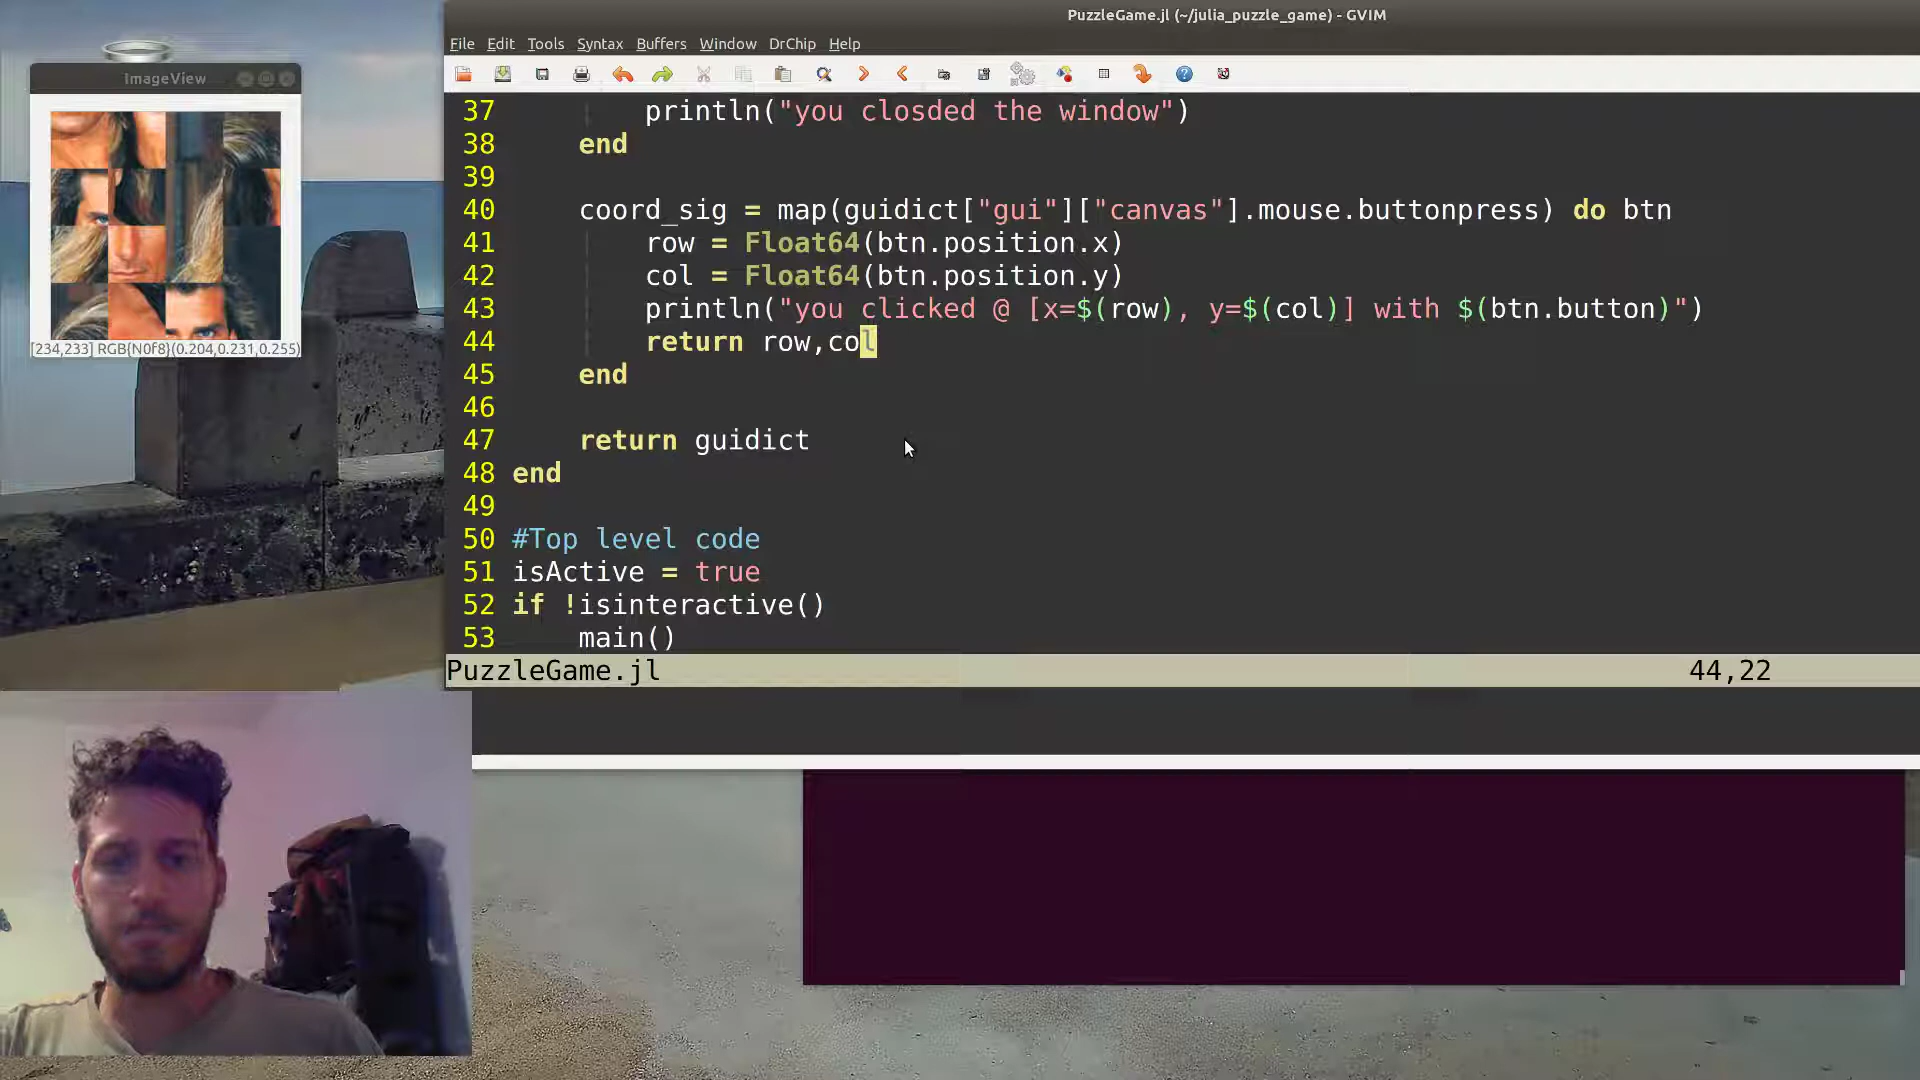 PuzzleGame.jl (~/julia_puzzle_game) - GVIM
File Edit Tools Syntax Buffers Window DrChip Help
ImageView
[234,233] RGB{N0f8}(0.204,0.231,0.255)
37 println("you closded the window")
38 end
39
40 coord_sig = map(guidict["gui"]["canvas"].mouse.buttonpress) do btn
41 row = Float64(btn.position.x)
42 col = Float64(btn.position.y)
43 println("you clicked @ [x=$(row), y=$(col)] with $(btn.button)")
44 return row,col
45 end
46
47 return guidict
48 end
49
50 #Top level code
51 isActive = true
52 if !isinteractive()
53 main()
PuzzleGame.jl 44,22